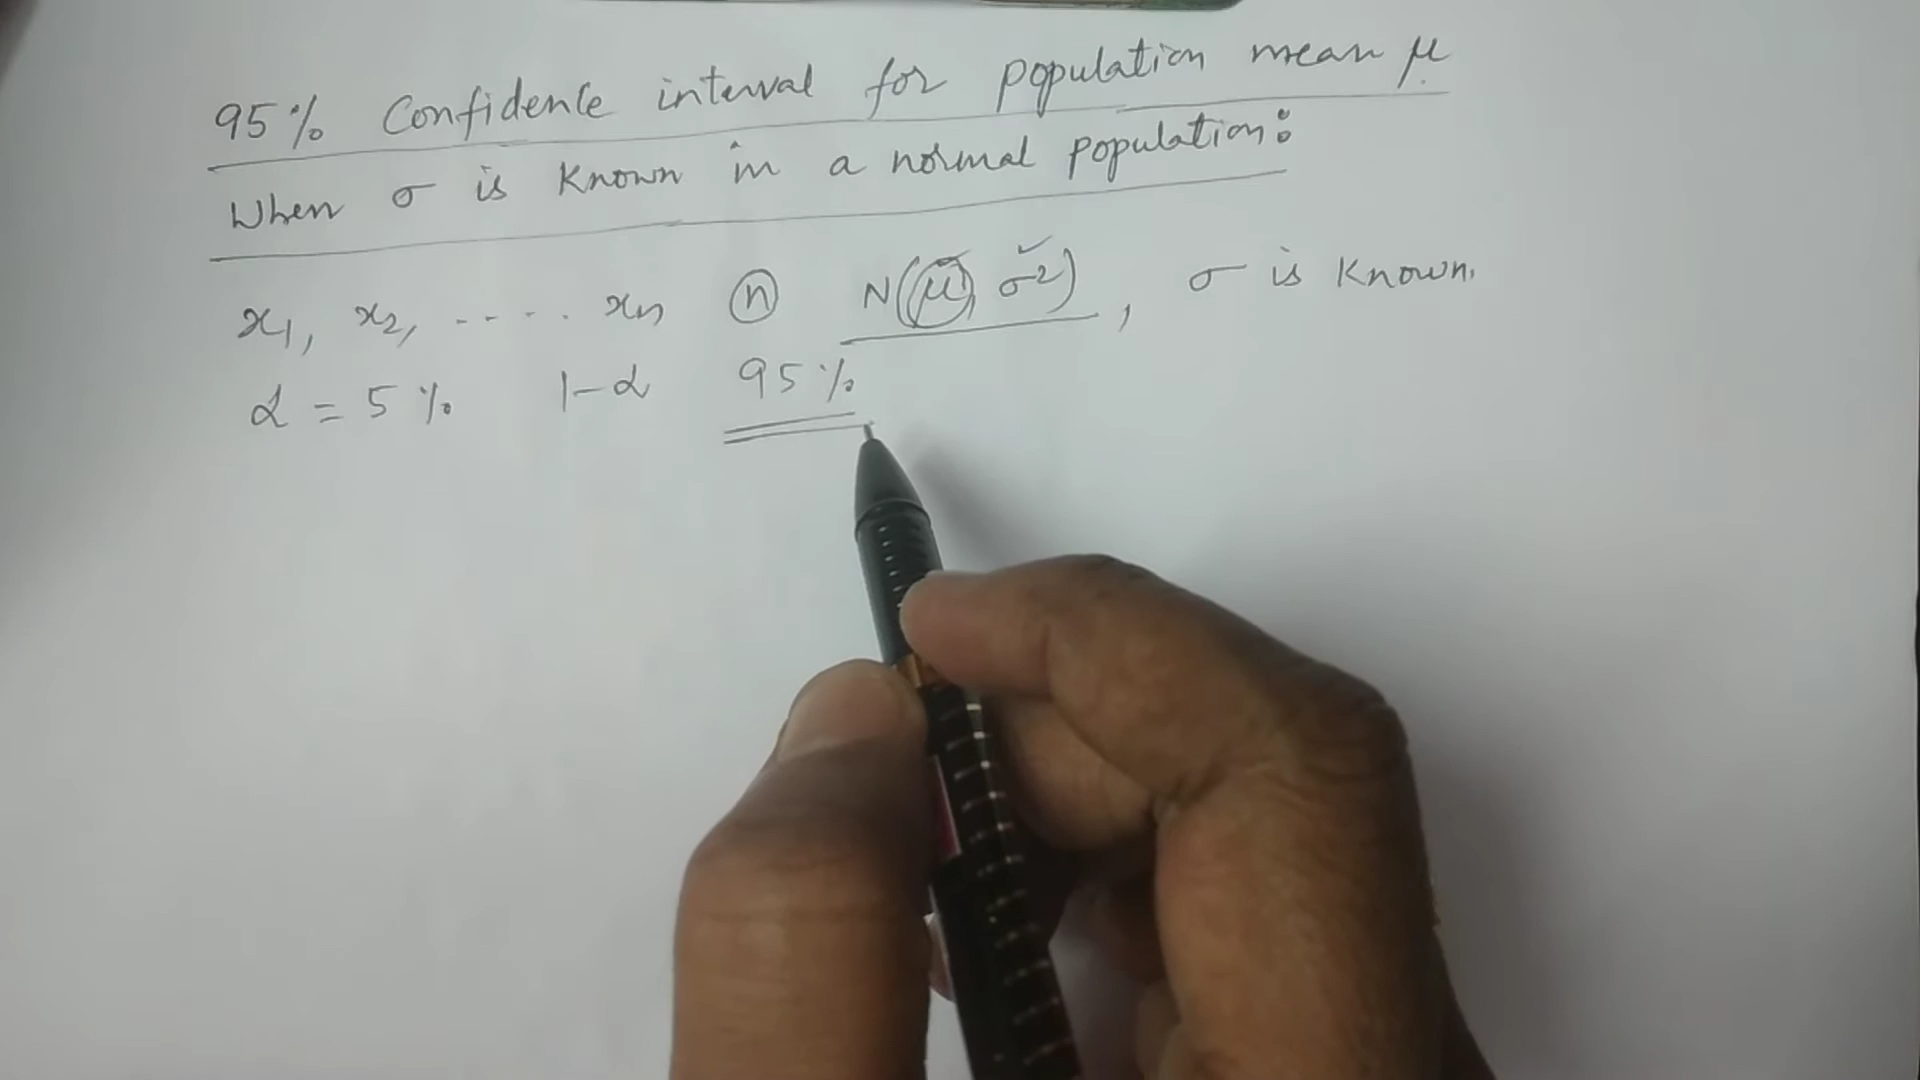 95% Confidence interval for population mean μ
When σ is known in a normal population:
x₁, x₂, ----- xₙ n N(μ, σ²), σ is known.
α = 5% 1-α 95%